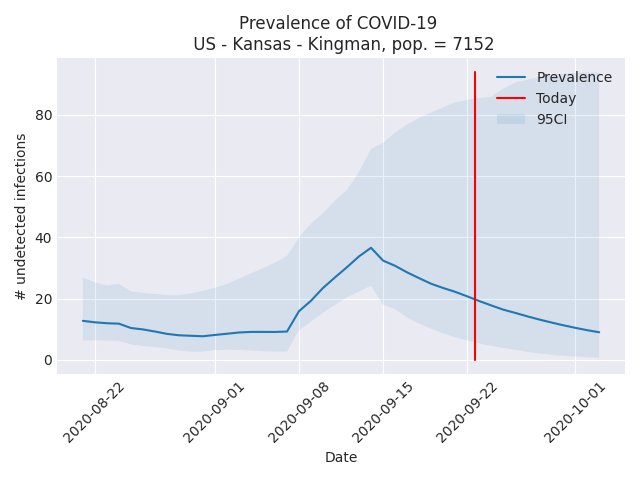 Prevalence of COVID-19
US - Kansas - Kingman, pop. = 7152
# undetected infections
80
60
40
20
0
Prevalence
Today
95CI
2020-08-22
2020-09-01
2020-09-08
2020-09-15
2020-09-22
2020-10-01
Date